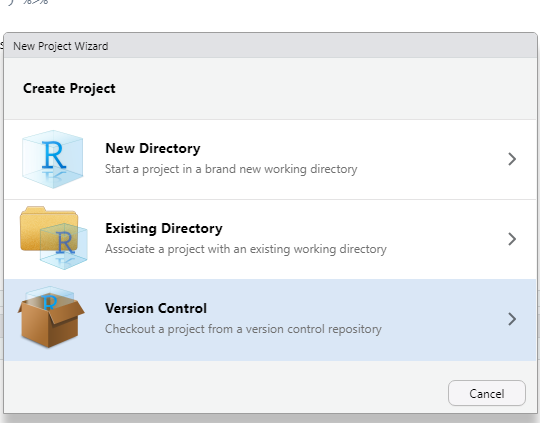 ) %>%
New Project Wizard
Create Project
R
New Directory
Start a project in a brand new working directory
R
Existing Directory
Associate a project with an existing working directory
R
Version Control
Checkout a project from a version control repository
Cancel